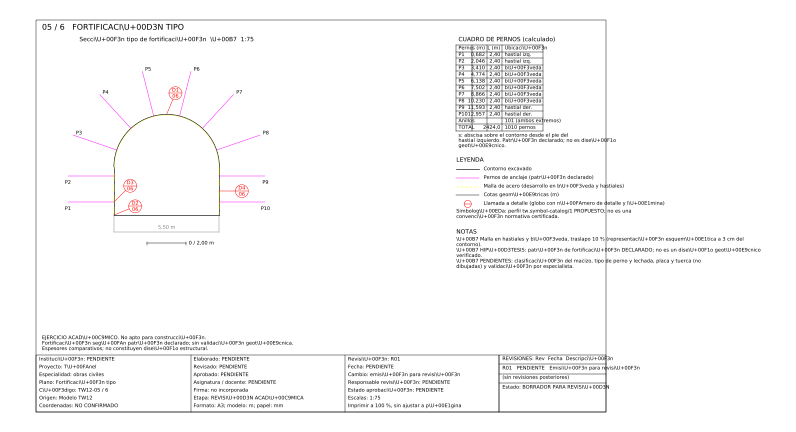 05 / 6   FORTIFICACI\U+00D3N TIPO
Secci\U+00F3n tipo de fortificaci\U+00F3n  \U+00B7  1:75
P5
P6
P4
P7
P3
P8
P2
P9
P1
P10
D1
06
D3
06
D2
06
D4
06
5,50 m
0 / 2,00 m
CUADRO DE PERNOS (calculado)
Perno s (m) L (m) Ubicaci\U+00F3n
P1 0,682 2,40 hastial izq.
P2 2,046 2,40 hastial izq.
P3 3,410 2,40 b\U+00F3veda
P4 4,774 2,40 b\U+00F3veda
P5 6,138 2,40 b\U+00F3veda
P6 7,502 2,40 b\U+00F3veda
P7 8,866 2,40 b\U+00F3veda
P8 10,230 2,40 b\U+00F3veda
P9 11,593 2,40 hastial der.
P10 12,957 2,40 hastial der.
Anillos 101 (ambos extremos)
TOTAL 2424,0 1010 pernos
s: abscisa sobre el contorno desde el pie del
hastial izquierdo. Patr\U+00F3n declarado; no es dise\U+00F1o
geot\U+00E9cnico.
LEYENDA
Contorno excavado
Pernos de anclaje (patr\U+00F3n declarado)
Malla de acero (desarrollo en b\U+00F3veda y hastiales)
Cotas geom\U+00E9tricas (m)
Llamada a detalle (globo con n\U+00FAmero de detalle y l\U+00E1mina)
Simbolog\U+00EDa: perfil tw.symbol-catalog/1 PROPUESTO; no es una
convenci\U+00F3n normativa certificada.
NOTAS
\U+00B7 Malla en hastiales y b\U+00F3veda, traslapo 10 % (representaci\U+00F3n esquem\U+00E1tica a 3 cm del
contorno).
\U+00B7 HIP\U+00D3TESIS: patr\U+00F3n de fortificaci\U+00F3n DECLARADO; no es un dise\U+00F1o geot\U+00E9cnico
verificado.
\U+00B7 PENDIENTES: clasificaci\U+00F3n del macizo, tipo de perno y lechada, placa y tuerca (no
dibujadas) y validaci\U+00F3n por especialista.
EJERCICIO ACAD\U+00C9MICO. No apto para construcci\U+00F3n.
Fortificaci\U+00F3n seg\U+00FAn patr\U+00F3n declarado; sin validaci\U+00F3n geot\U+00E9cnica.
Espesores comparativos; no constituyen dise\U+00F1o estructural.
Instituci\U+00F3n: PENDIENTE
Proyecto: T\U+00FAnel
Especialidad: obras civiles
Plano: Fortificaci\U+00F3n tipo
C\U+00F3digo: TW12-05 / 6
Origen: Modelo TW12
Coordenadas: NO CONFIRMADO
Elaborado: PENDIENTE
Revisado: PENDIENTE
Aprobado: PENDIENTE
Asignatura / docente: PENDIENTE
Firma: no incorporada
Etapa: REVISI\U+00D3N ACAD\U+00C9MICA
Formato: A3; modelo: m; papel: mm
Revisi\U+00F3n: R01
Fecha: PENDIENTE
Cambio: emisi\U+00F3n para revisi\U+00F3n
Responsable revisi\U+00F3n: PENDIENTE
Estado aprobaci\U+00F3n: PENDIENTE
Escalas: 1:75
Imprimir a 100 %, sin ajustar a p\U+00E1gina
REVISIONES: Rev  Fecha  Descripci\U+00F3n
R01  PENDIENTE  Emisi\U+00F3n para revisi\U+00F3n
(sin revisiones posteriores)
Estado: BORRADOR PARA REVISI\U+00D3N